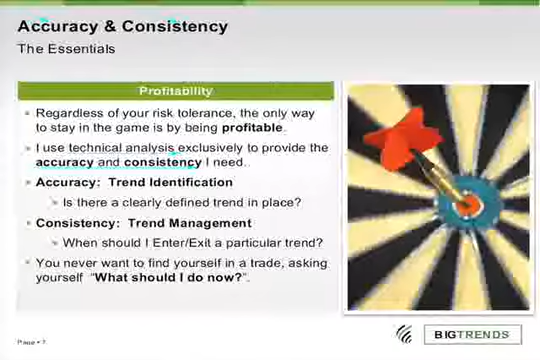 Accuracy & Consistency
The Essentials
Profitability
Regardless of your risk tolerance, the only way
to stay in the game is by being profitable.
I use technical analysis exclusively to provide the
accuracy and consistency I need.
Accuracy: Trend Identification
Is there a clearly defined trend in place?
Consistency: Trend Management
When should I Enter/Exit a particular trend?
You never want to find yourself in a trade, asking
yourself "What should I do now?".
Page • 7
BIGTRENDS